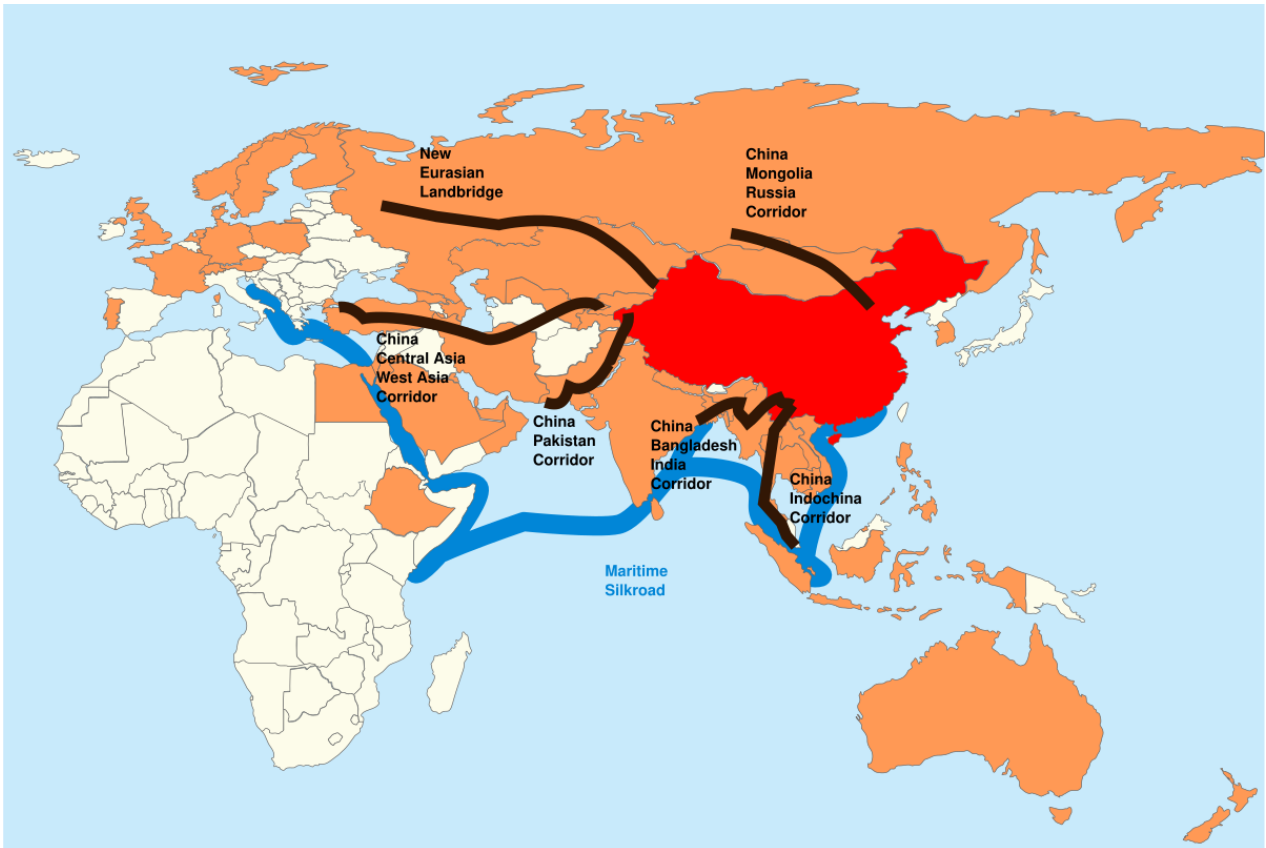 New
Eurasian
Landbridge
China
Mongolia
Russia
Corridor
China
Central Asia
West Asia
Corridor
China
Pakistan
Corridor
China
Bangladesh
India
Corridor
China
Indochina
Corridor
Maritime
Silkroad